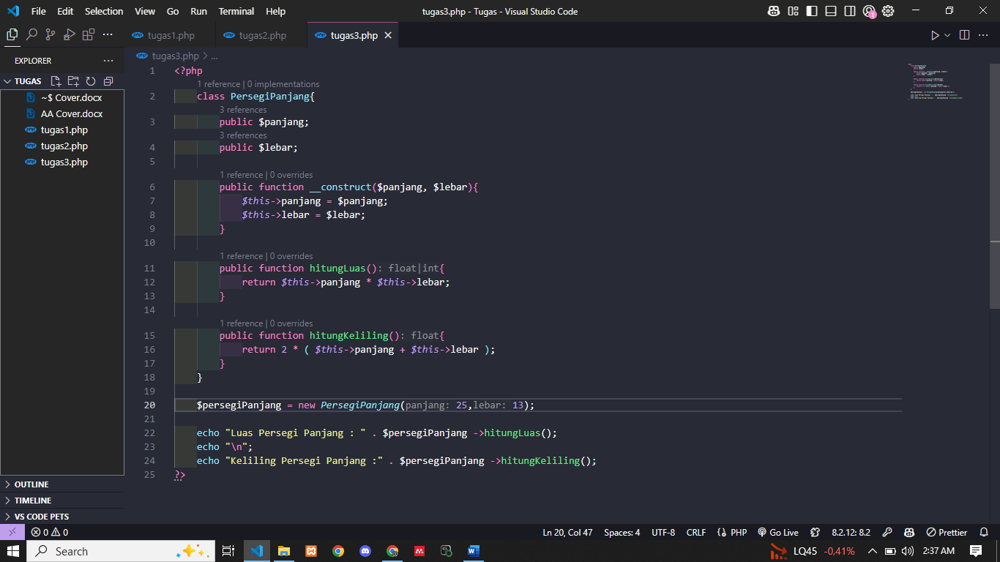 File Edit Selection View Go Run Terminal Help
tugas3.php - Tugas - Visual Studio Code
tugas1.php
tugas2.php
tugas3.php
EXPLORER
TUGAS
~$ Cover.docx
AA Cover.docx
tugas1.php
tugas2.php
tugas3.php
OUTLINE
TIMELINE
VS CODE PETS
tugas3.php > ...
1 <?php
1 reference | 0 implementations
2 class PersegiPanjang{
3 references
3 public $panjang;
3 references
4 public $lebar;
5
1 reference | 0 overrides
6 public function __construct($panjang, $lebar){
7 $this->panjang = $panjang;
8 $this->lebar = $lebar;
9 }
10
1 reference | 0 overrides
11 public function hitungLuas(): float|int{
12 return $this->panjang * $this->lebar;
13 }
14
1 reference | 0 overrides
15 public function hitungKeliling(): float{
16 return 2 * ( $this->panjang + $this->lebar );
17 }
18 }
19
20 $persegiPanjang = new PersegiPanjang(panjang: 25,lebar: 13);
21
22 echo "Luas Persegi Panjang : " . $persegiPanjang ->hitungLuas();
23 echo "\n";
24 echo "Keliling Persegi Panjang :" . $persegiPanjang ->hitungKeliling();
25 ?>
0 0
Ln 20, Col 47 Spaces: 4 UTF-8 CRLF PHP Go Live 8.2.12: 8.2 Prettier
Search
LQ45 -0,41%
2:37 AM